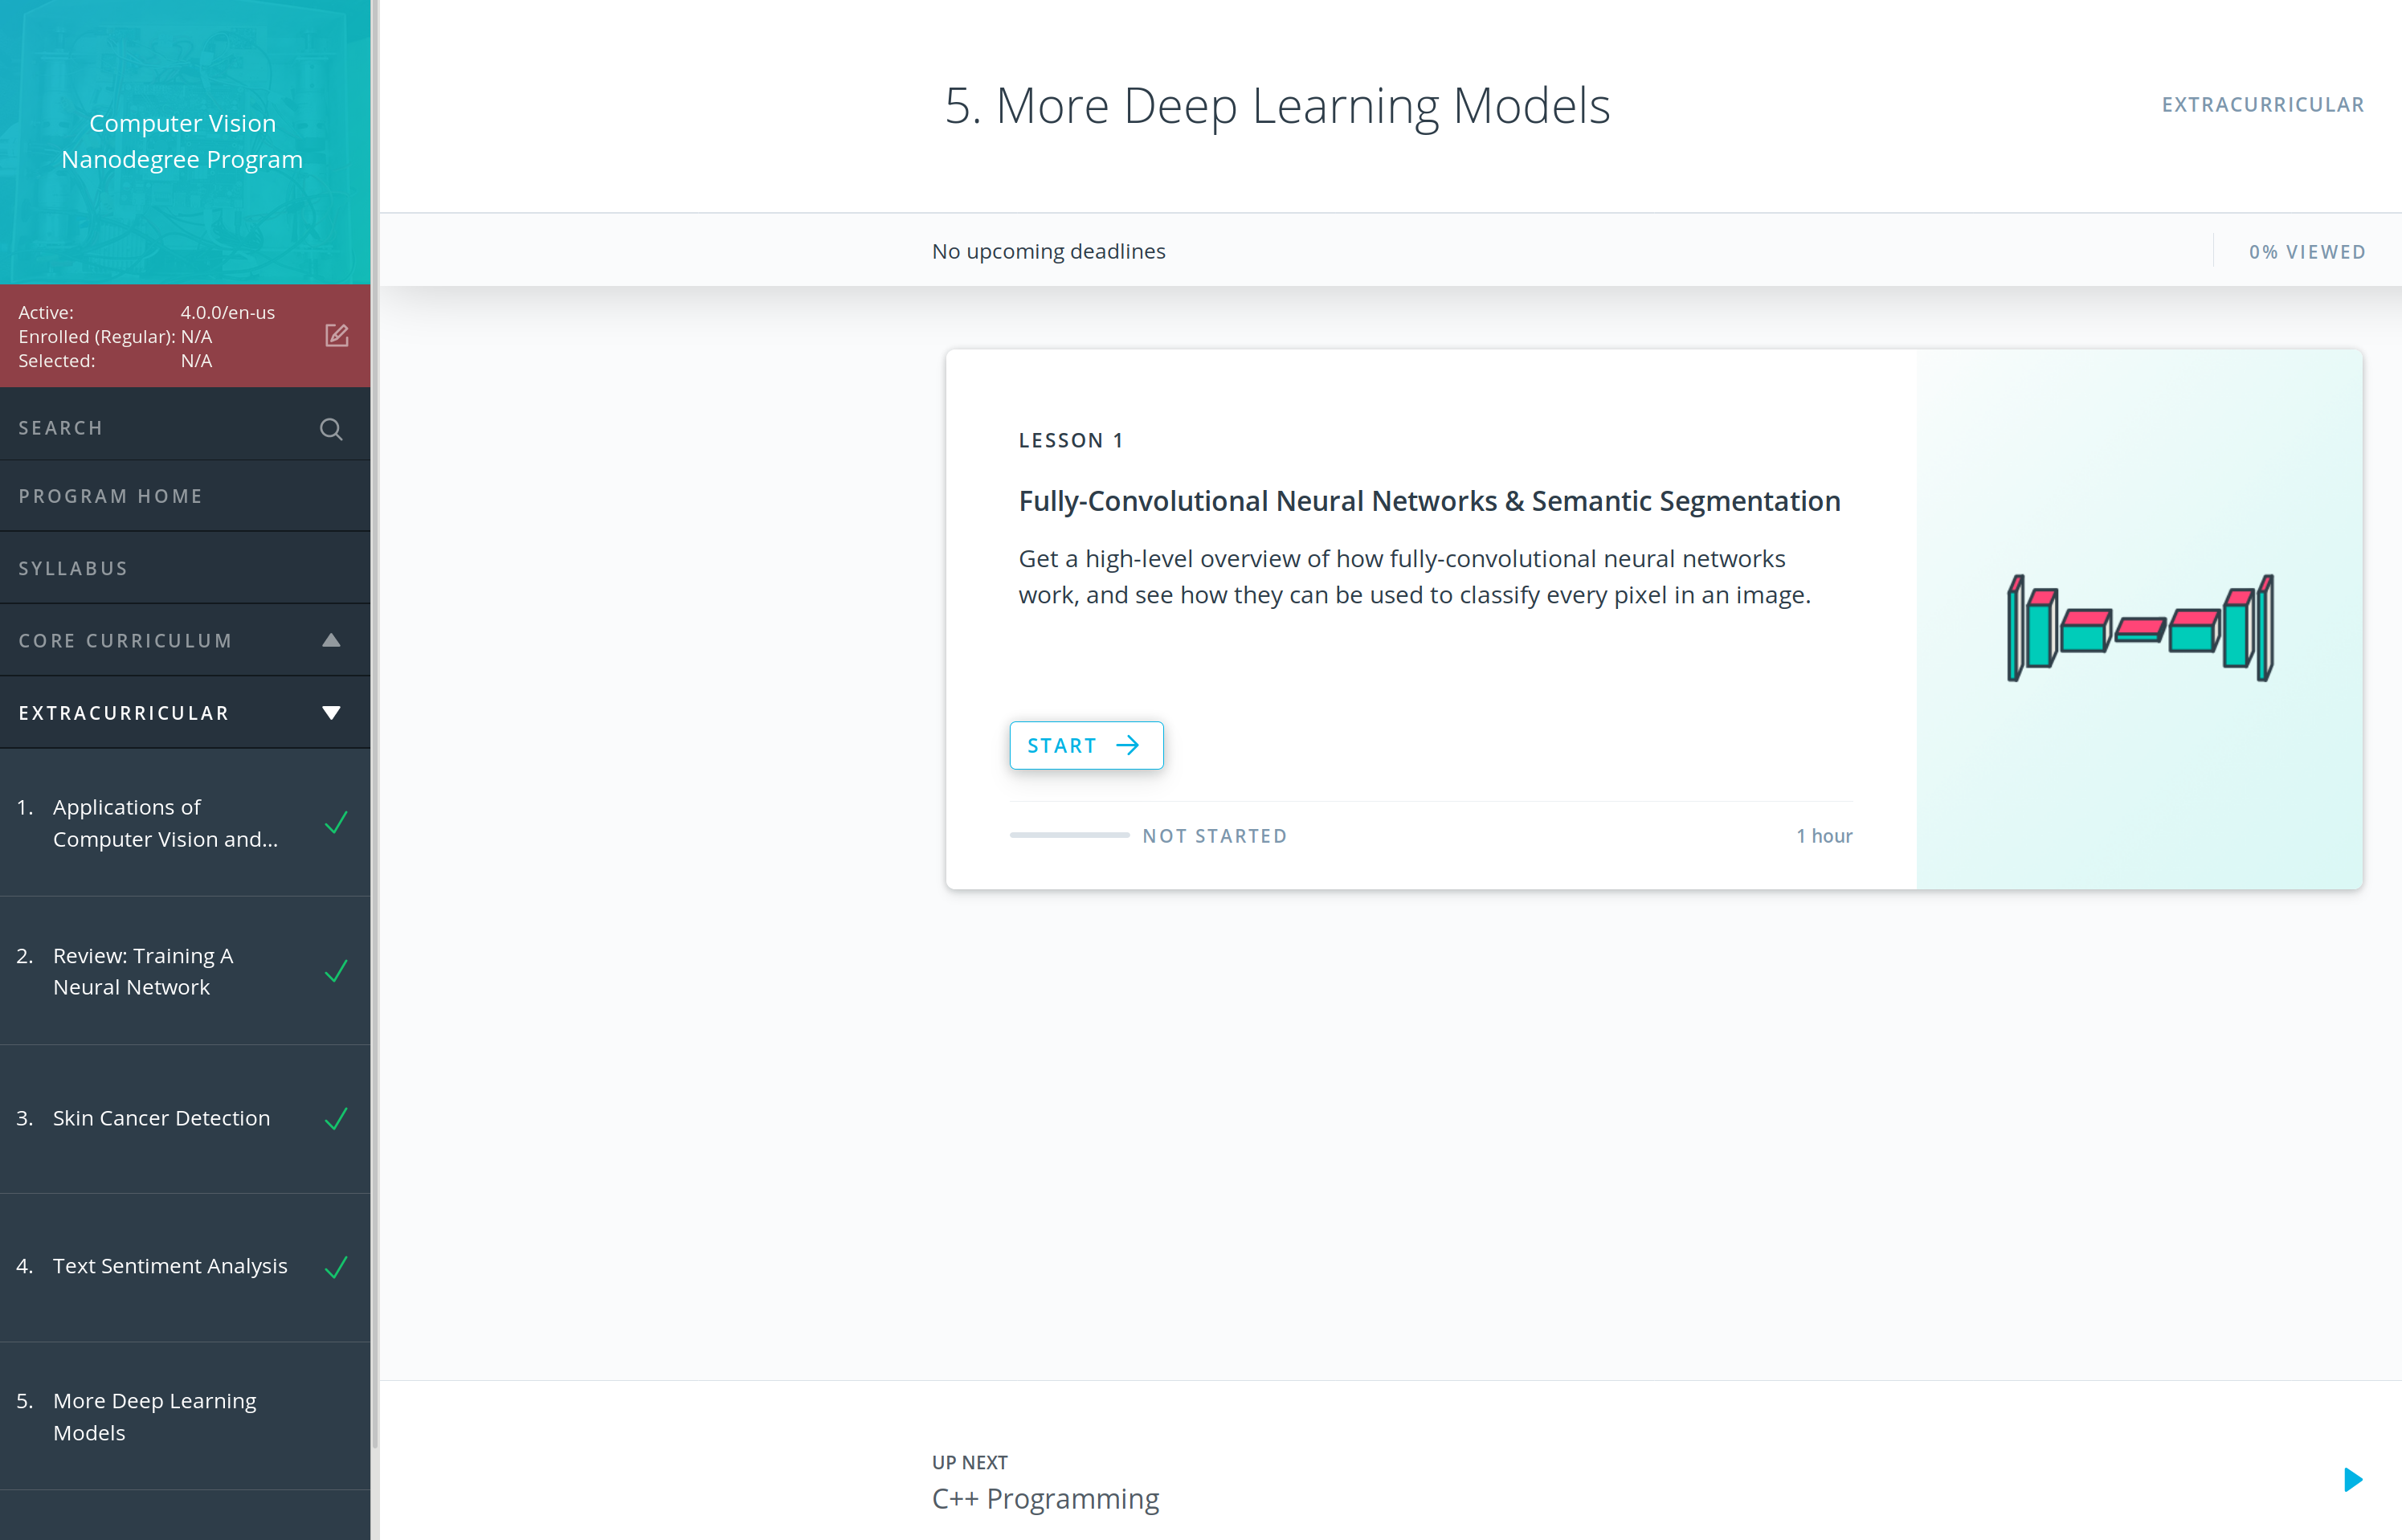 Computer Vision
Nanodegree Program
Active: 4.0.0/en-us
Enrolled (Regular): N/A
Selected: N/A
SEARCH
PROGRAM HOME
SYLLABUS
CORE CURRICULUM
EXTRACURRICULAR
1. Applications of
Computer Vision and...
2. Review: Training A
Neural Network
3. Skin Cancer Detection
4. Text Sentiment Analysis
5. More Deep Learning
Models
5. More Deep Learning Models
EXTRACURRICULAR
No upcoming deadlines
0% VIEWED
LESSON 1
Fully-Convolutional Neural Networks & Semantic Segmentation
Get a high-level overview of how fully-convolutional neural networks
work, and see how they can be used to classify every pixel in an image.
START
NOT STARTED
1 hour
UP NEXT
C++ Programming